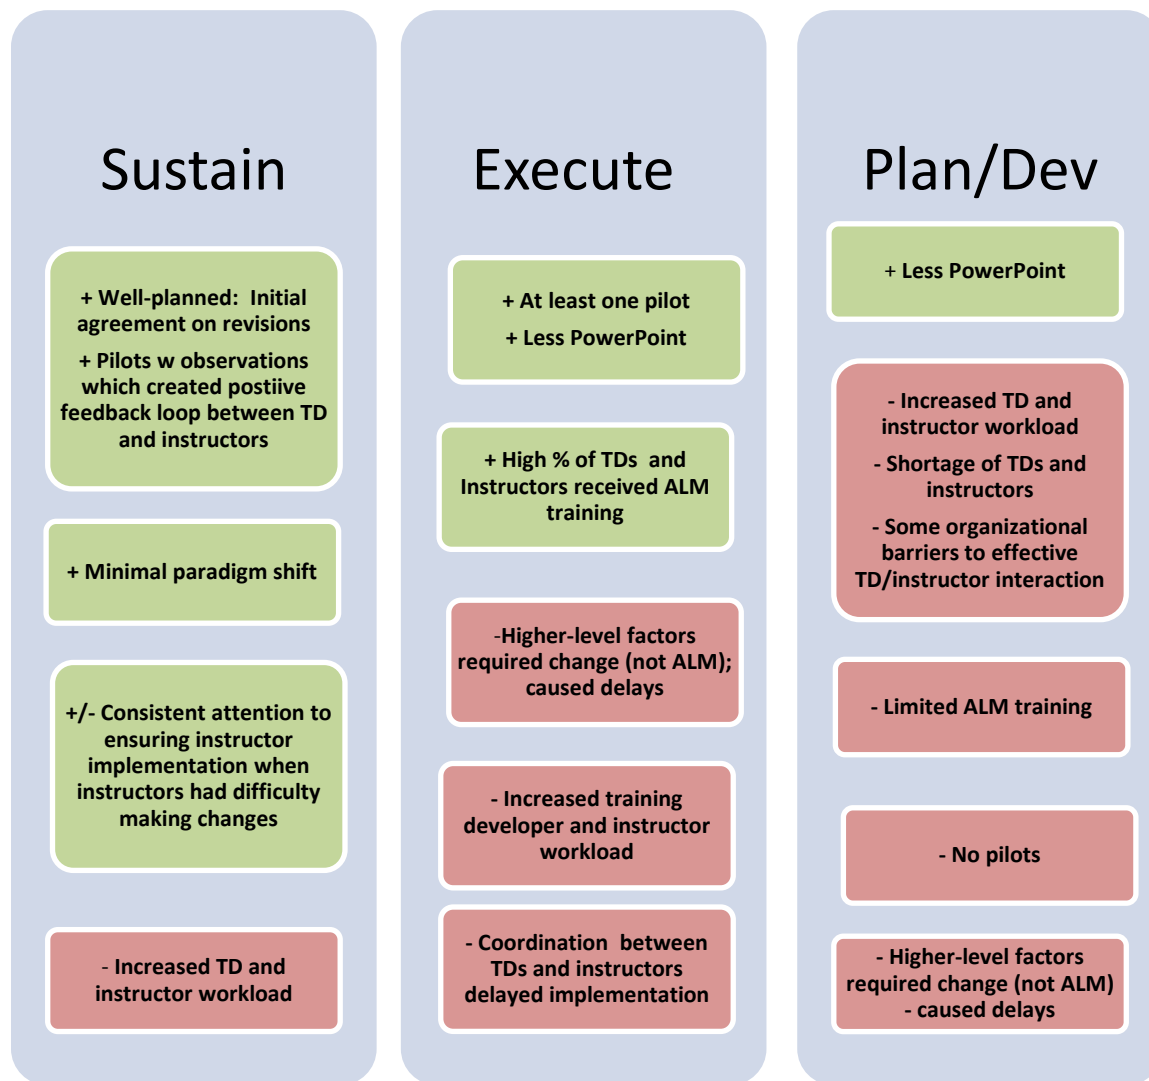 Sustain
+ Well-planned:  Initial
agreement on revisions
+ Pilots w observations
which created postiive
feedback loop between TD
and instructors
+ Minimal paradigm shift
+/- Consistent attention to
ensuring instructor
implementation when
instructors had difficulty
making changes
- Increased TD and
instructor workload
Execute
+ At least one pilot
+ Less PowerPoint
+ High % of TDs  and
Instructors received ALM
training
-Higher-level factors
required change (not ALM);
caused delays
- Increased training
developer and instructor
workload
- Coordination  between
TDs and instructors
delayed implementation
Plan/Dev
+ Less PowerPoint
- Increased TD and
instructor workload
- Shortage of TDs and
instructors
- Some organizational
barriers to effective
TD/instructor interaction
- Limited ALM training
- No pilots
- Higher-level factors
required change (not ALM)
- caused delays